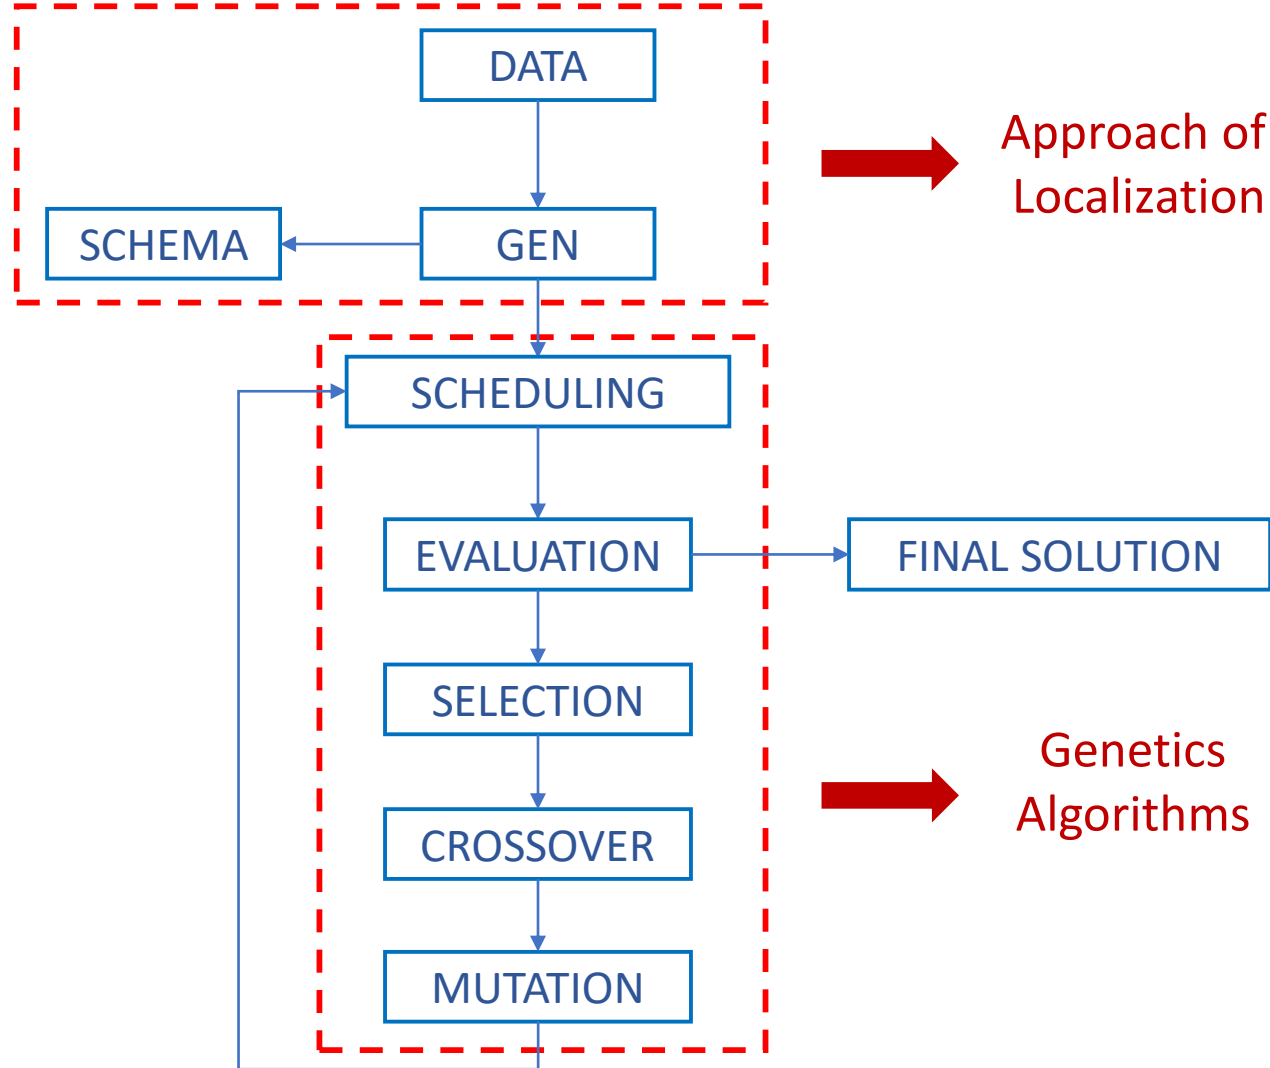 DATA
Approach of
Localization
SCHEMA
GEN
SCHEDULING
EVALUATION
FINAL SOLUTION
SELECTION
Genetics
Algorithms
CROSSOVER
MUTATION